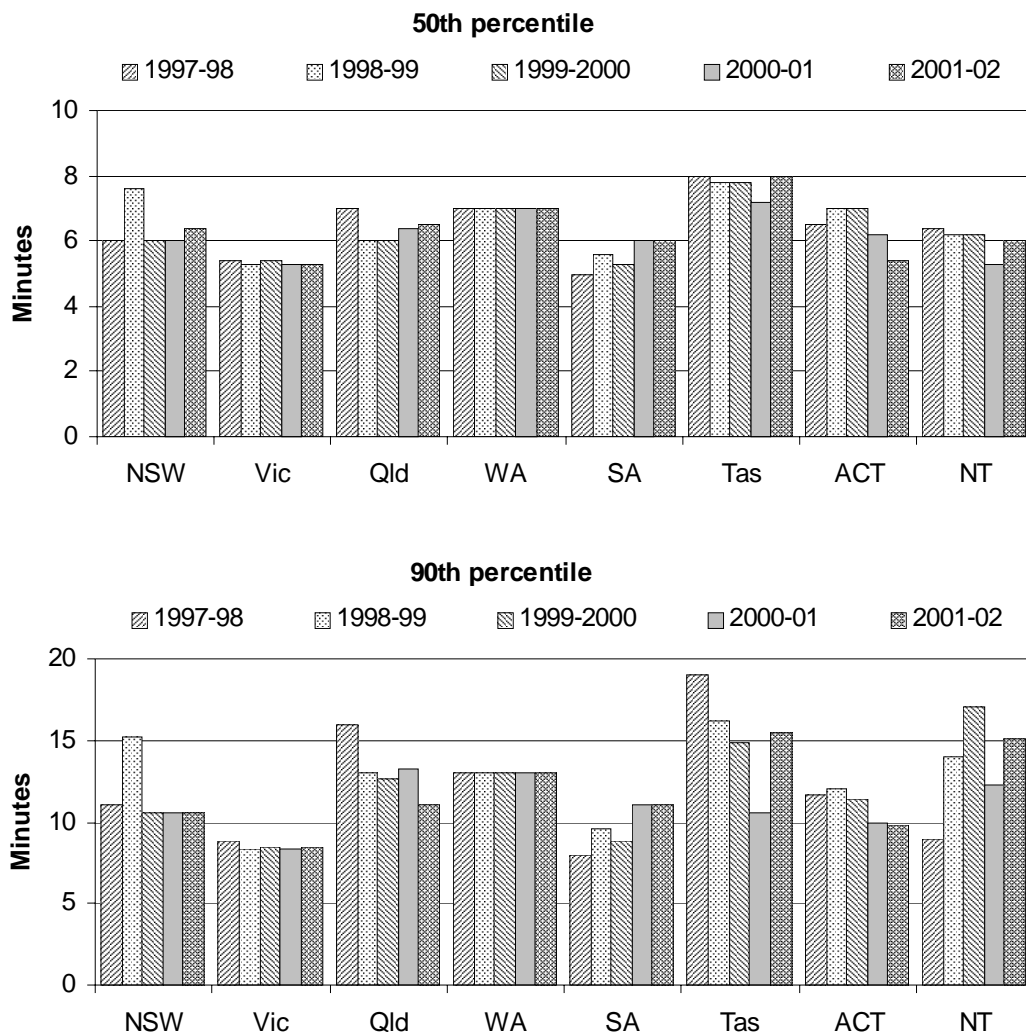 50th percentile
1997-98 1998-99 1999-2000 2000-01 2001-02
10
8
6
4
2
0
Minutes
NSW Vic Qld WA SA Tas ACT NT
90th percentile
1997-98 1998-99 1999-2000 2000-01 2001-02
20
15
10
5
0
Minutes
NSW Vic Qld WA SA Tas ACT NT